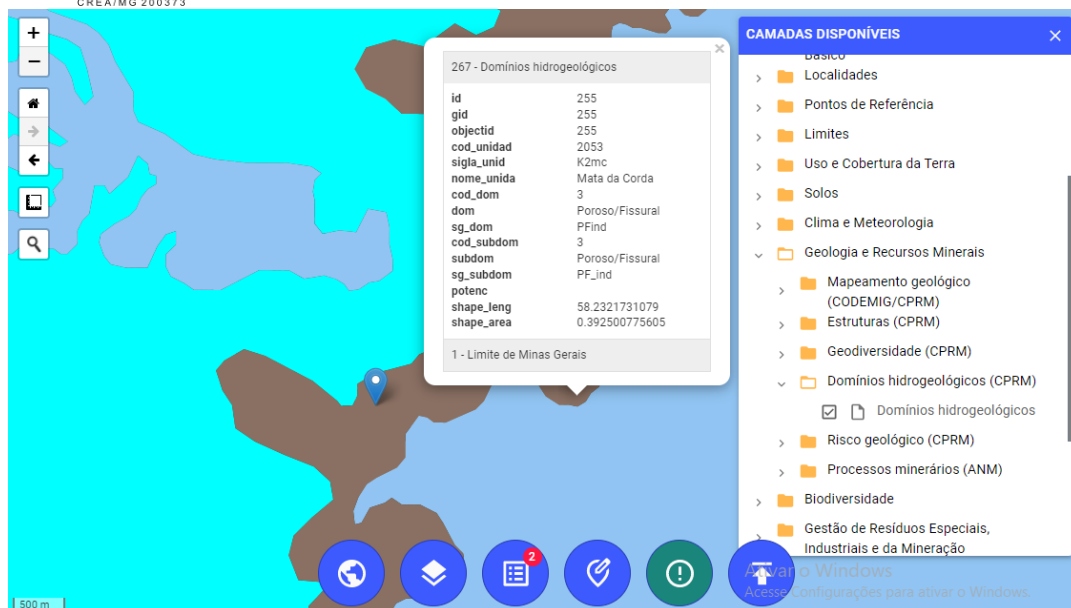 CREA/MG 200373
+
−
267 - Domínios hidrogeológicos
×
id 255
gid 255
objectid 255
cod_unidad 2053
sigla_unid K2mc
nome_unida Mata da Corda
cod_dom 3
dom Poroso/Fissural
sg_dom PFind
cod_subdom 3
subdom Poroso/Fissural
sg_subdom PF_ind
potenc
shape_leng 58.2321731079
shape_area 0.392500775605
1 - Limite de Minas Gerais
CAMADAS DISPONÍVEIS
×
Básico
Localidades
Pontos de Referência
Limites
Uso e Cobertura da Terra
Solos
Clima e Meteorologia
Geologia e Recursos Minerais
Mapeamento geológico
(CODEMIG/CPRM)
Estruturas (CPRM)
Geodiversidade (CPRM)
Domínios hidrogeológicos (CPRM)
Domínios hidrogeológicos
Risco geológico (CPRM)
Processos minerários (ANM)
Biodiversidade
Gestão de Resíduos Especiais,
Industriais e da Mineração
2
Ativar o Windows
Acesse Configurações para ativar o Windows.
500 m